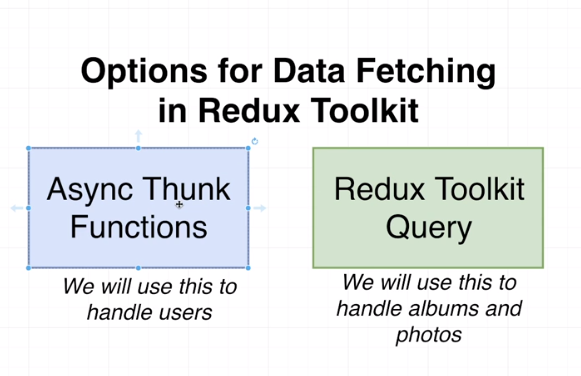 Options for Data Fetching
in Redux Toolkit
Async Thunk
Functions
We will use this to
handle users
Redux Toolkit
Query
We will use this to
handle albums and
photos